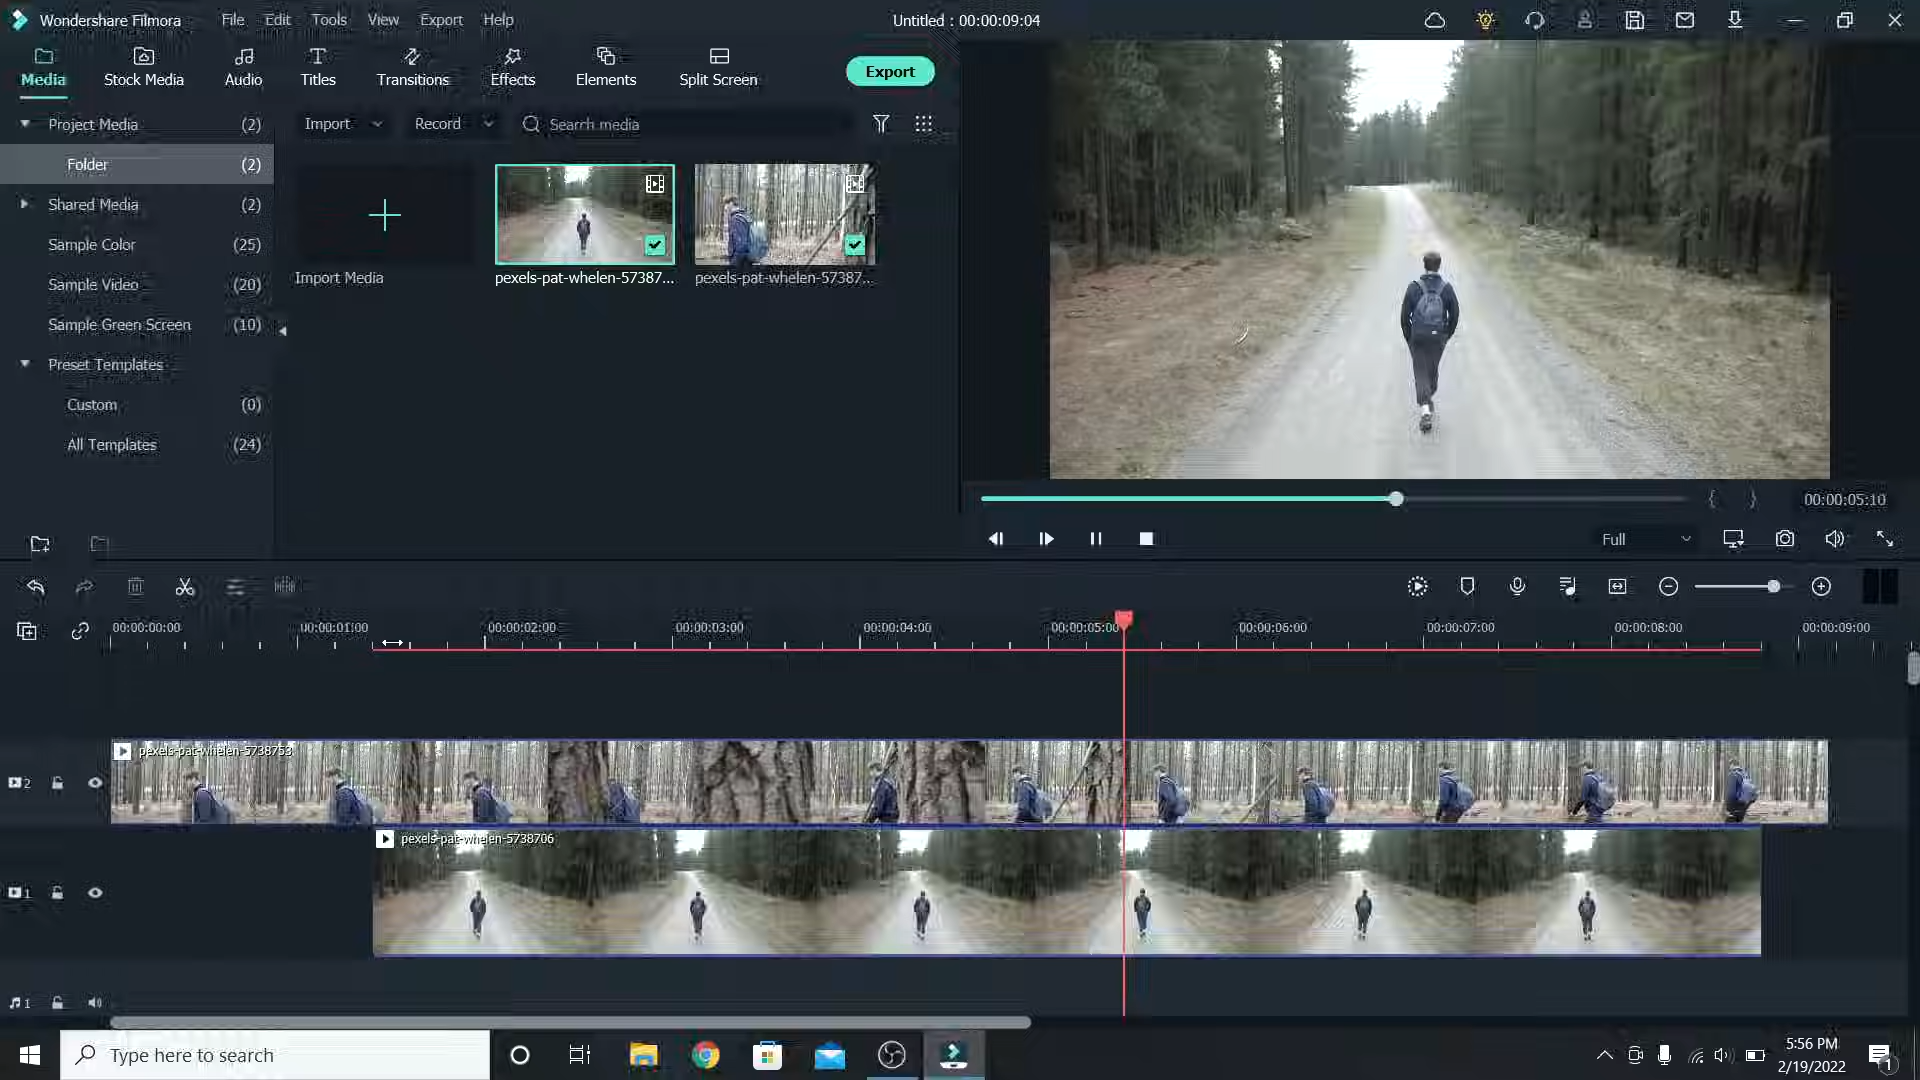 Wondershare Filmora File Edit Tools View Export Help Untitled : 00:00:09:04
Media Stock Media Audio Titles Transitions Effects Elements Split Screen Export
Project Media (2)
Folder (2)
Shared Media (2)
Sample Color (25)
Sample Video (20)
Sample Green Screen (10)
Preset Templates
Custom (0)
All Templates (24)
Import Record Search media
Import Media pexels-pat-whelen-57387... pexels-pat-whelen-57387...
00:00:05:10
Full
00:00:00:00 00:00:01:00 00:00:02:00 00:00:03:00 00:00:04:00 00:00:05:00 00:00:06:00 00:00:07:00 00:00:08:00 00:00:09:00
pexels-pat-whelen-5738753
2
pexels-pat-whelen-5738706
1
1
Type here to search
5:56 PM
2/19/2022
1